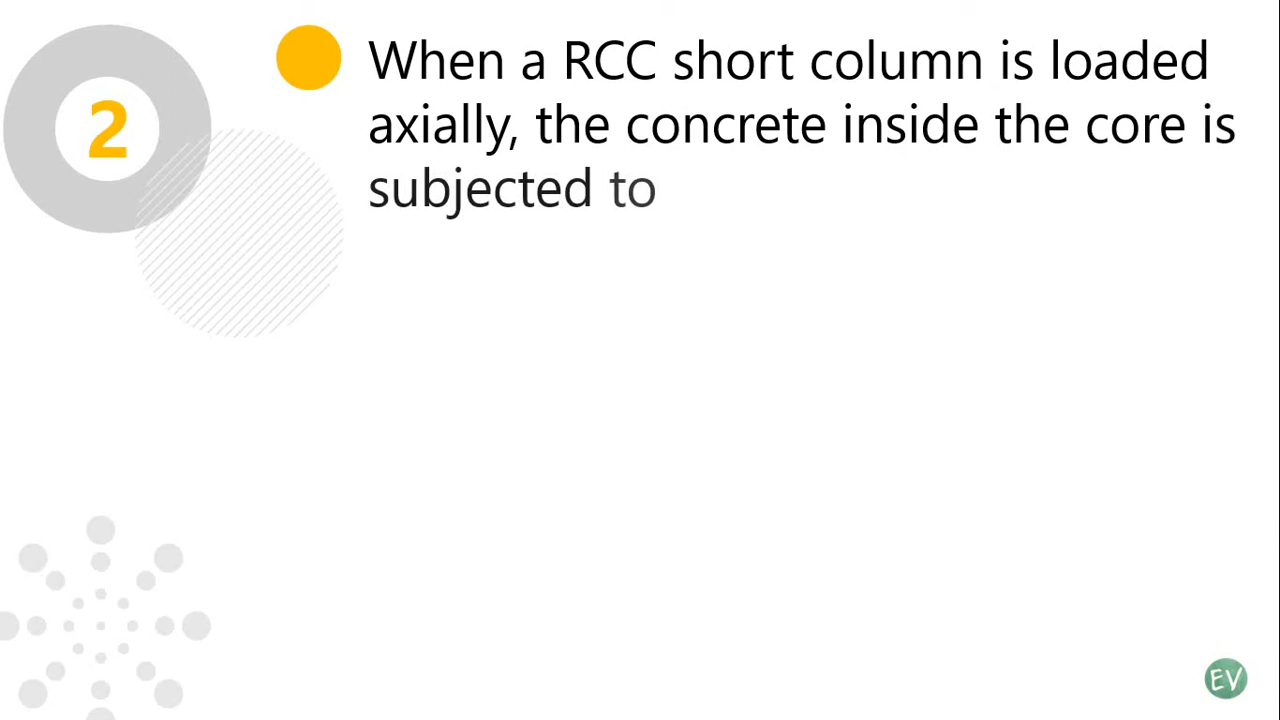 2
When a RCC short column is loaded
axially, the concrete inside the core is
subjected to
EV